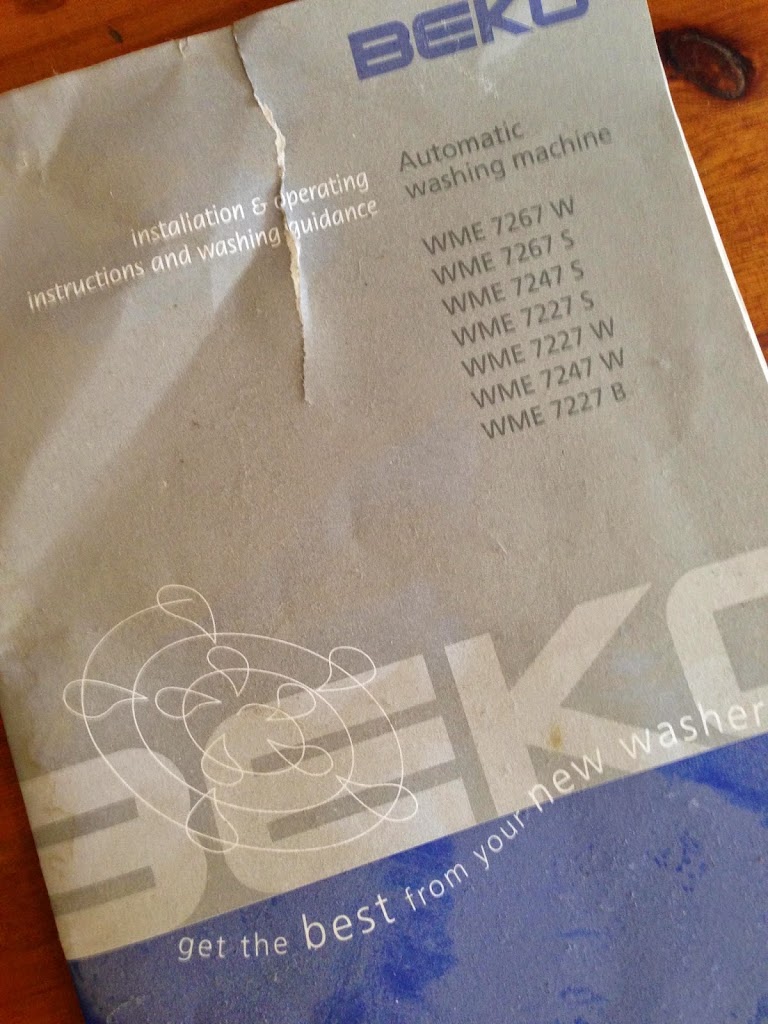 BEKO
Automatic
washing machine
installation & operating
instructions and washing guidance
WME 7267 W
WME 7267 S
WME 7247 S
WME 7227 S
WME 7227 W
WME 7247 W
WME 7227 B
BEKO
get the best from your new washer